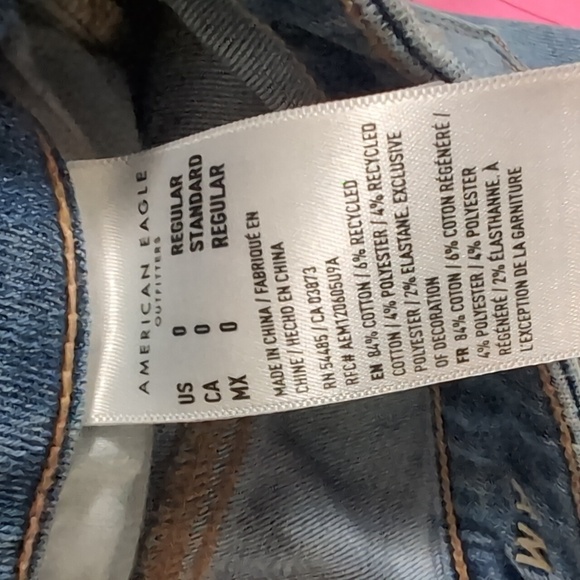 AMERICAN EAGLE
OUTFITTERS
US 0 REGULAR
CA 0 STANDARD
MX 0 REGULAR
MADE IN CHINA / FABRIQUÉ EN
CHINE / HECHO EN CHINA
RN 54485 / CA 03873
RFC# AEM120605U9A
EN 84% COTTON / 6% RECYCLED
COTTON / 4% POLYESTER / 4% RECYCLED
POLYESTER / 2% ELASTANE. EXCLUSIVE
OF DECORATION
FR 84% COTON / 6% COTON RÉGÉNÉRÉ /
4% POLYESTER / 4% POLYESTER
RÉGÉNÉRÉ / 2% ÉLASTHANNE. À
L'EXCEPTION DE LA GARNITURE